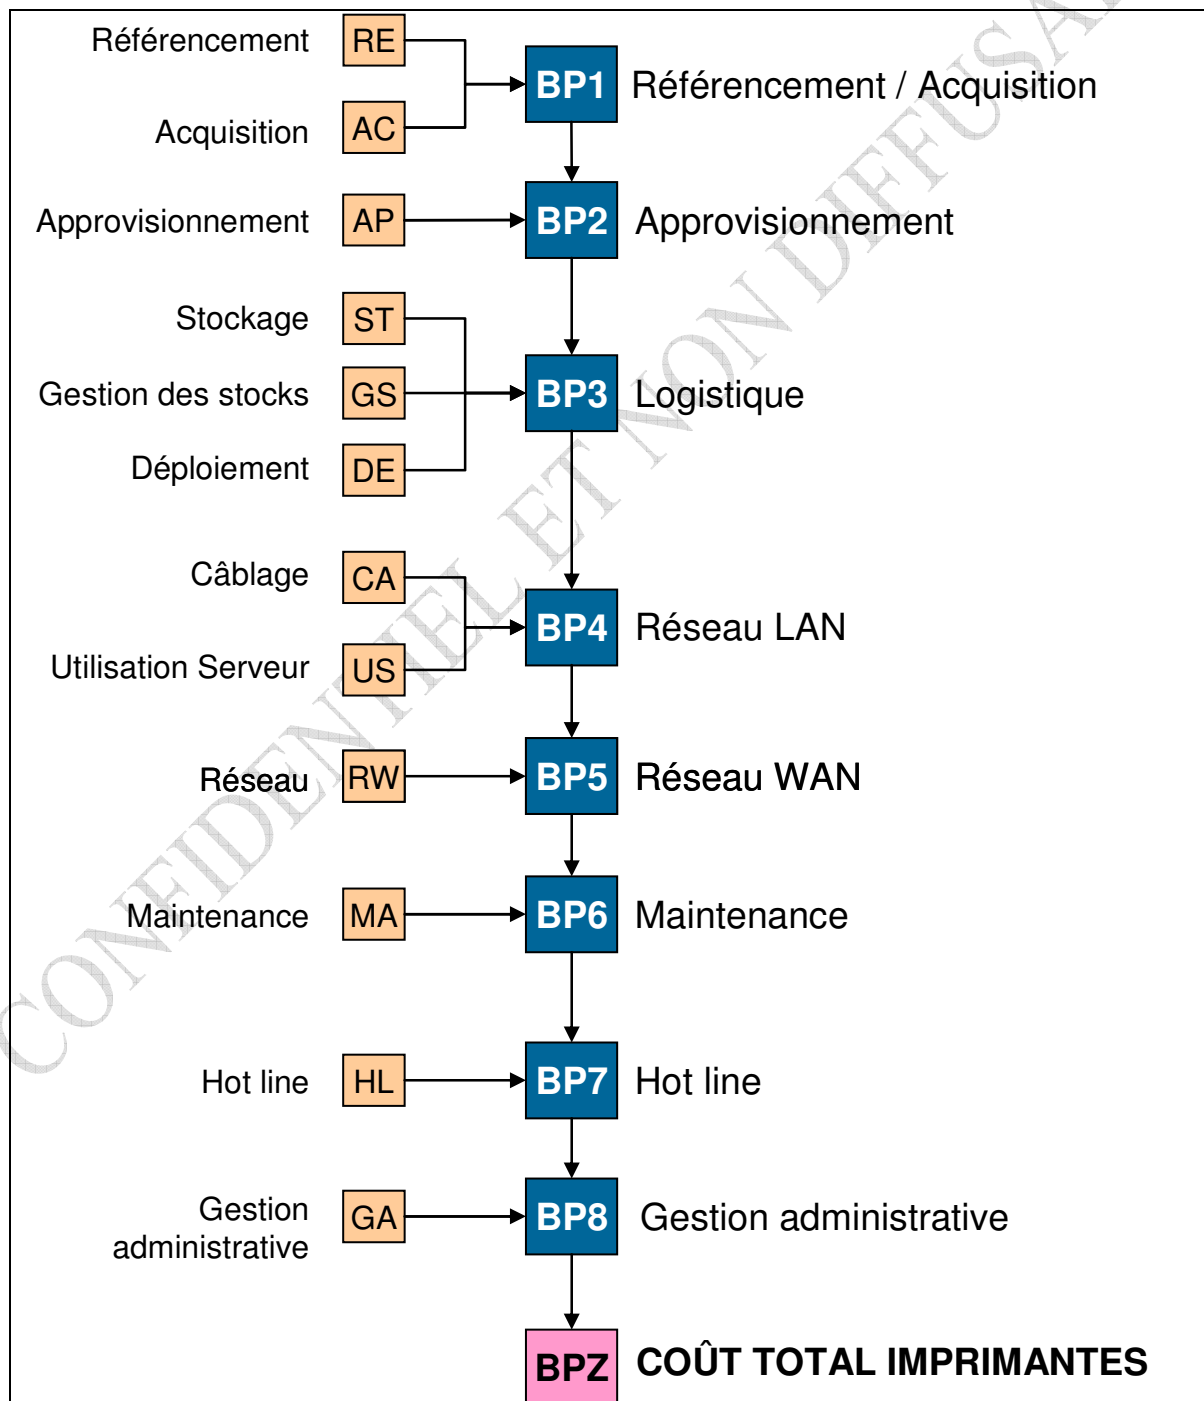 Référencement RE
BP1 Référencement / Acquisition
Acquisition AC
Approvisionnement AP BP2 Approvisionnement
Stockage ST
Gestion des stocks GS BP3 Logistique
Déploiement DE
Câblage CA
BP4 Réseau LAN
Utilisation Serveur US
Réseau RW BP5 Réseau WAN
Maintenance MA BP6 Maintenance
Hot line HL BP7 Hot line
Gestion
administrative GA BP8 Gestion administrative
BPZ COÛT TOTAL IMPRIMANTES
CONFIDENTIEL ET NON DIFFUSA